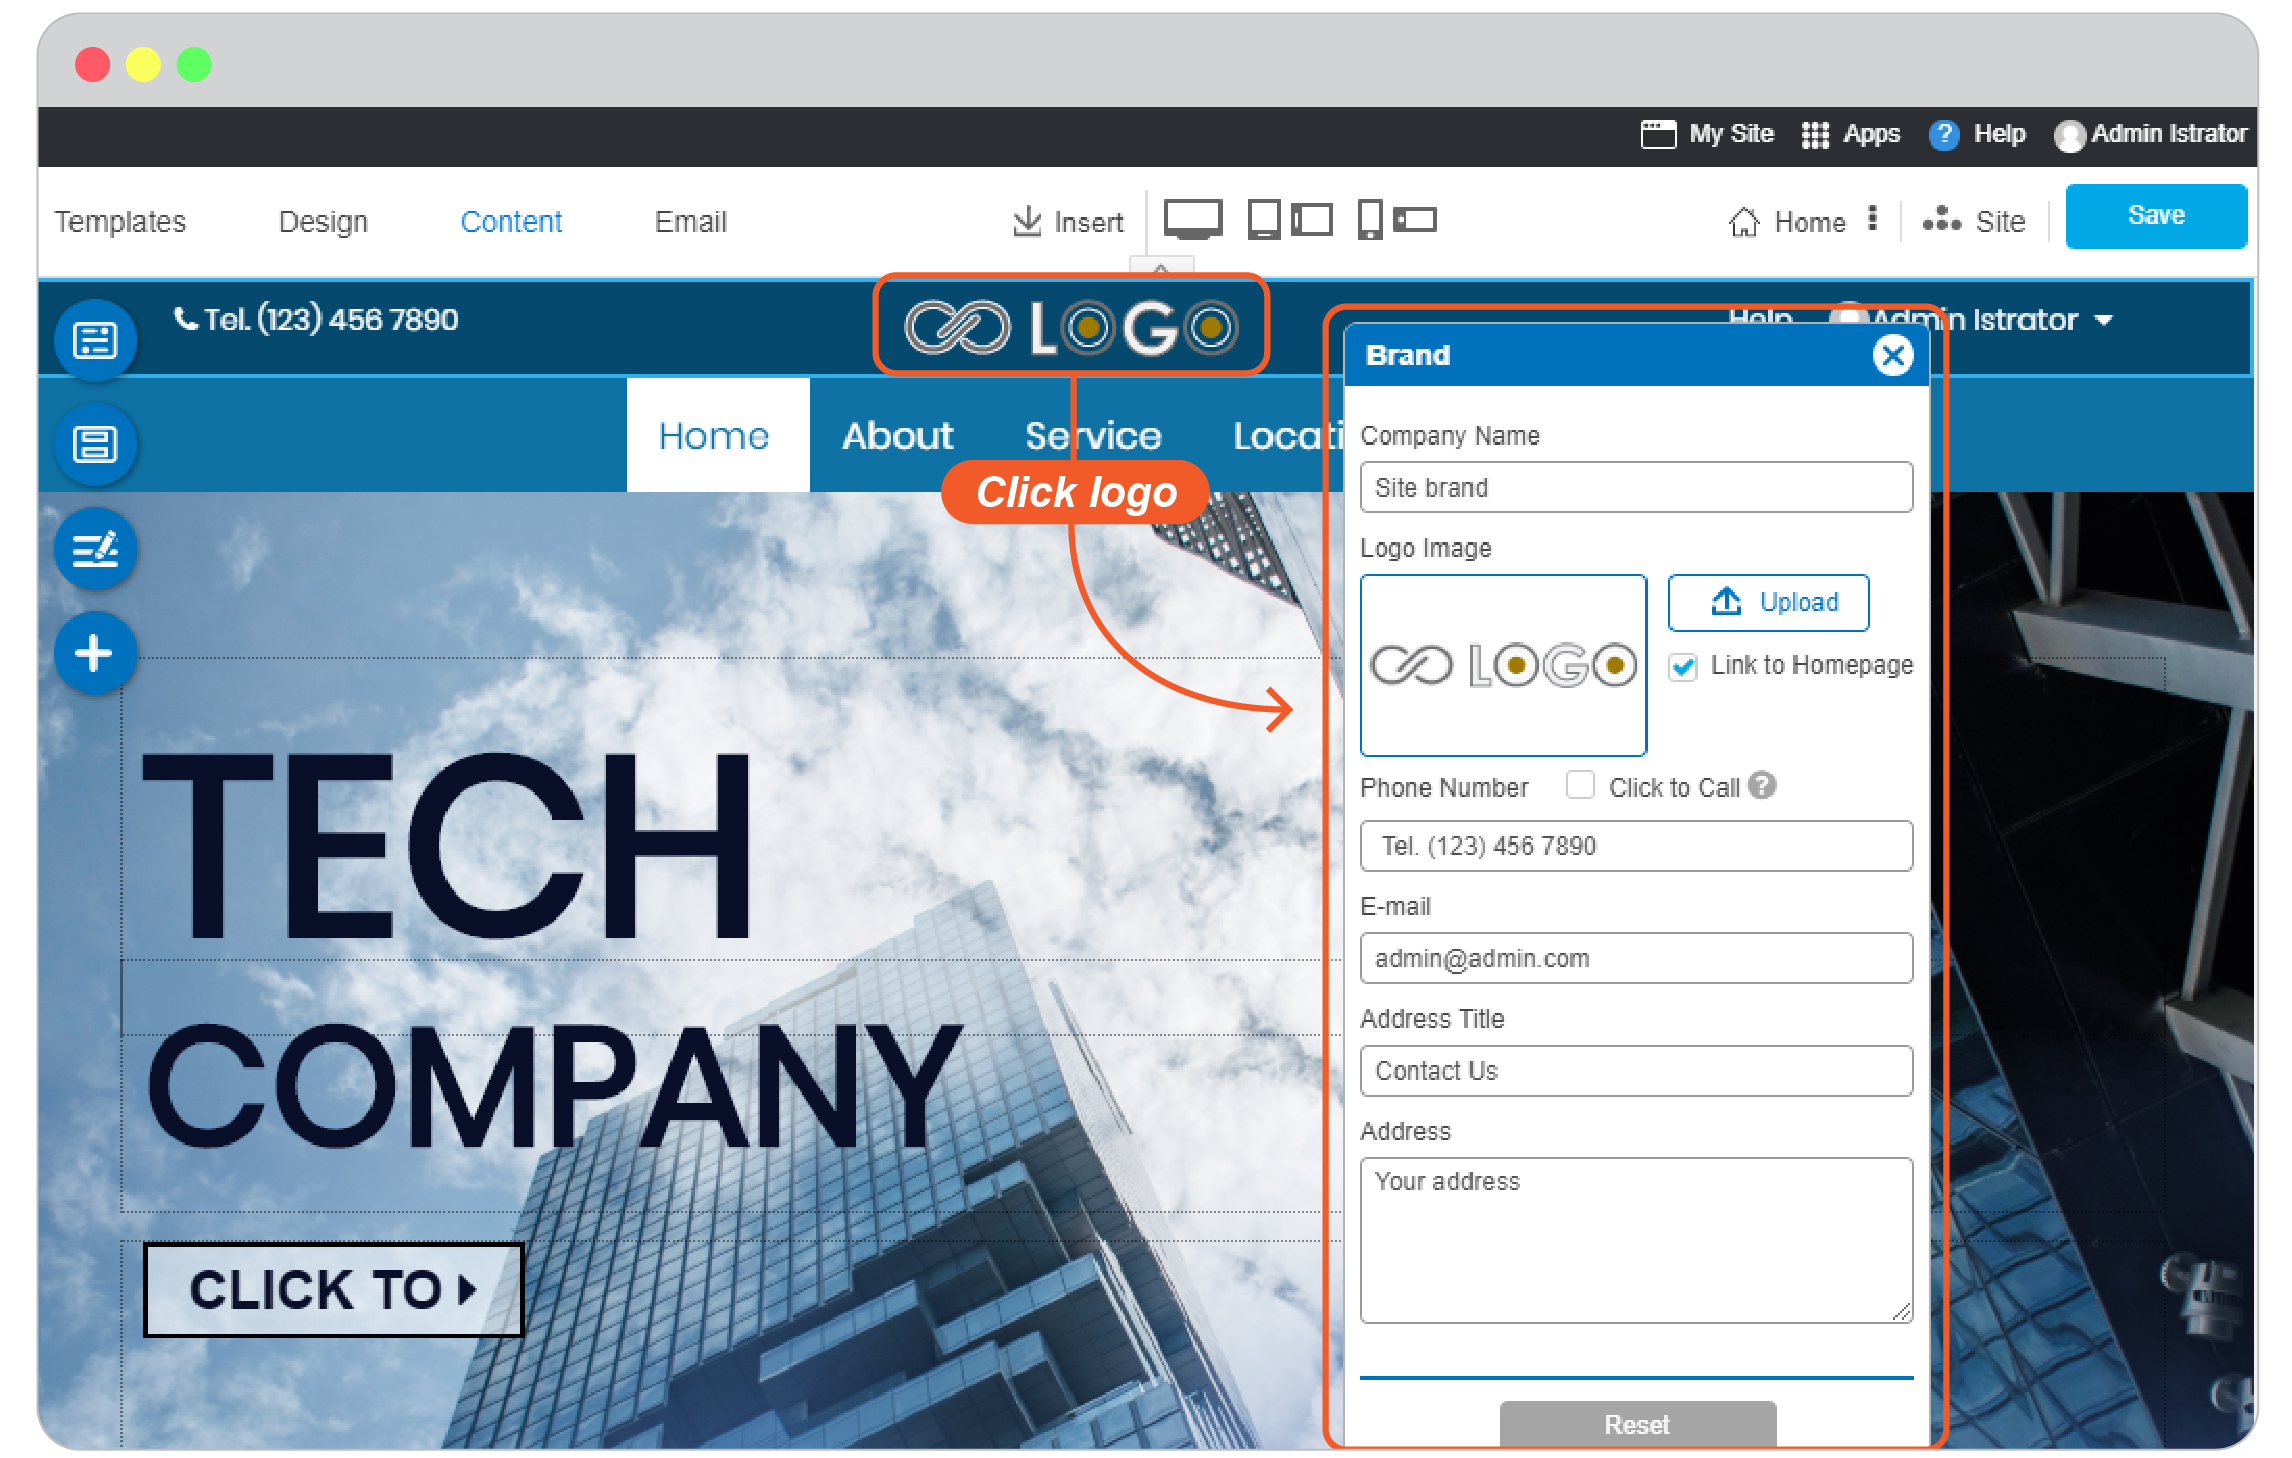 My Site Apps ? Help Admin Istrator
Templates Design Content Email Insert Home Site Save
Tel. (123) 456 7890 LOGO Help Admin Istrator
Home About Service Locati
Click logo
TECH
COMPANY
CLICK TO
Brand
Company Name
Site brand
Logo Image
LOGO
Upload
Link to Homepage
Phone Number Click to Call ?
Tel. (123) 456 7890
E-mail
admin@admin.com
Address Title
Contact Us
Address
Your address
Reset